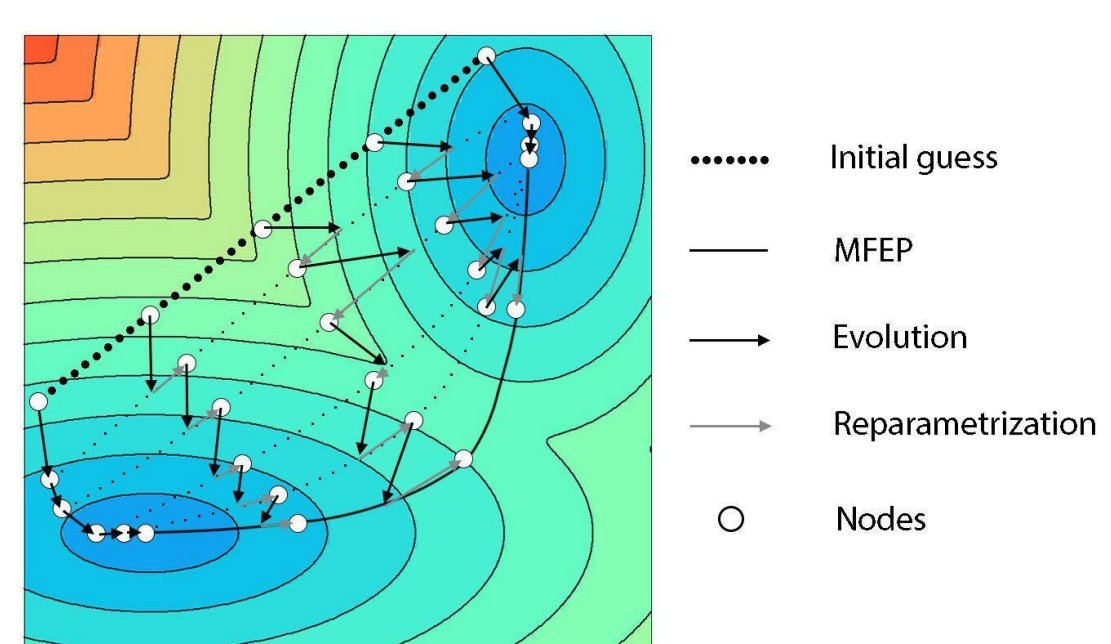 Initial guess
MFEP
Evolution
Reparametrization
Nodes